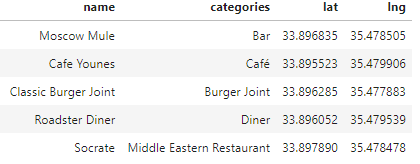 name categories lat lng
Moscow Mule Bar 33.896835 35.478505
Cafe Younes Café 33.895523 35.479906
Classic Burger Joint Burger Joint 33.896285 35.477883
Roadster Diner Diner 33.896052 35.479539
Socrate Middle Eastern Restaurant 33.897890 35.478478